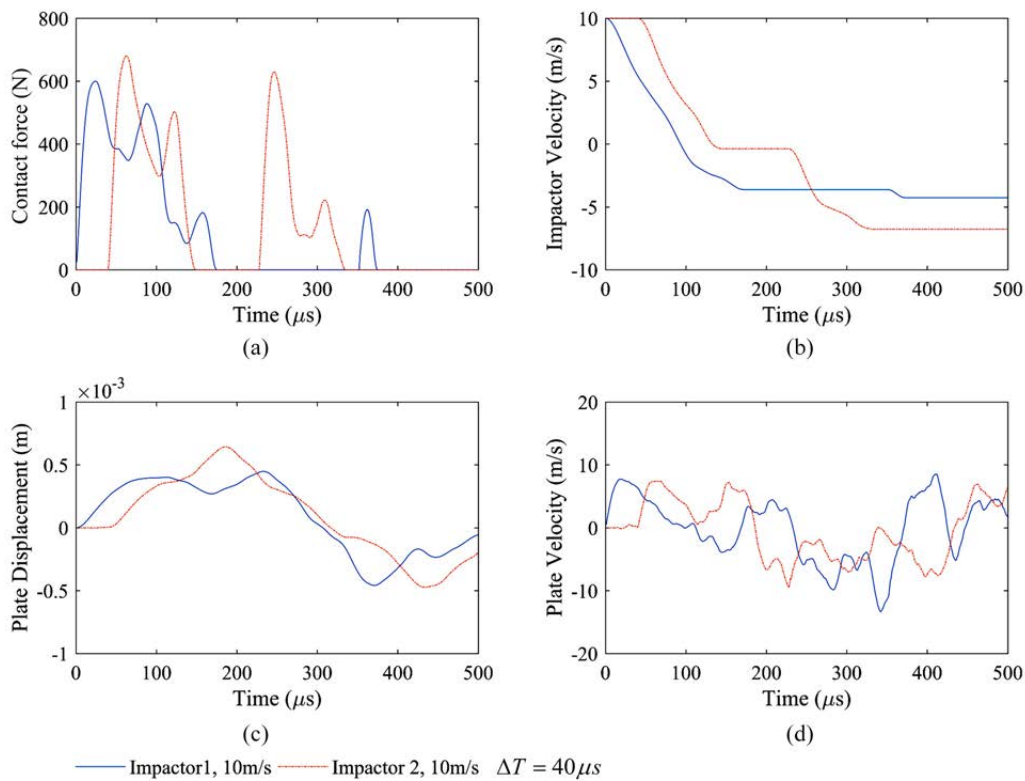 800
600
400
200
0
Contact force (N)
0 100 200 300 400 500
Time (μs)
(a)
10
5
0
-5
-10
Impactor Velocity (m/s)
0 100 200 300 400 500
Time (μs)
(b)
×10⁻³
1
0.5
0
-0.5
-1
Plate Displacement (m)
0 100 200 300 400 500
Time (μs)
(c)
20
10
0
-10
-20
Plate Velocity (m/s)
0 100 200 300 400 500
Time (μs)
(d)
Impactor1, 10m/s Impactor 2, 10m/s ΔT = 40μs